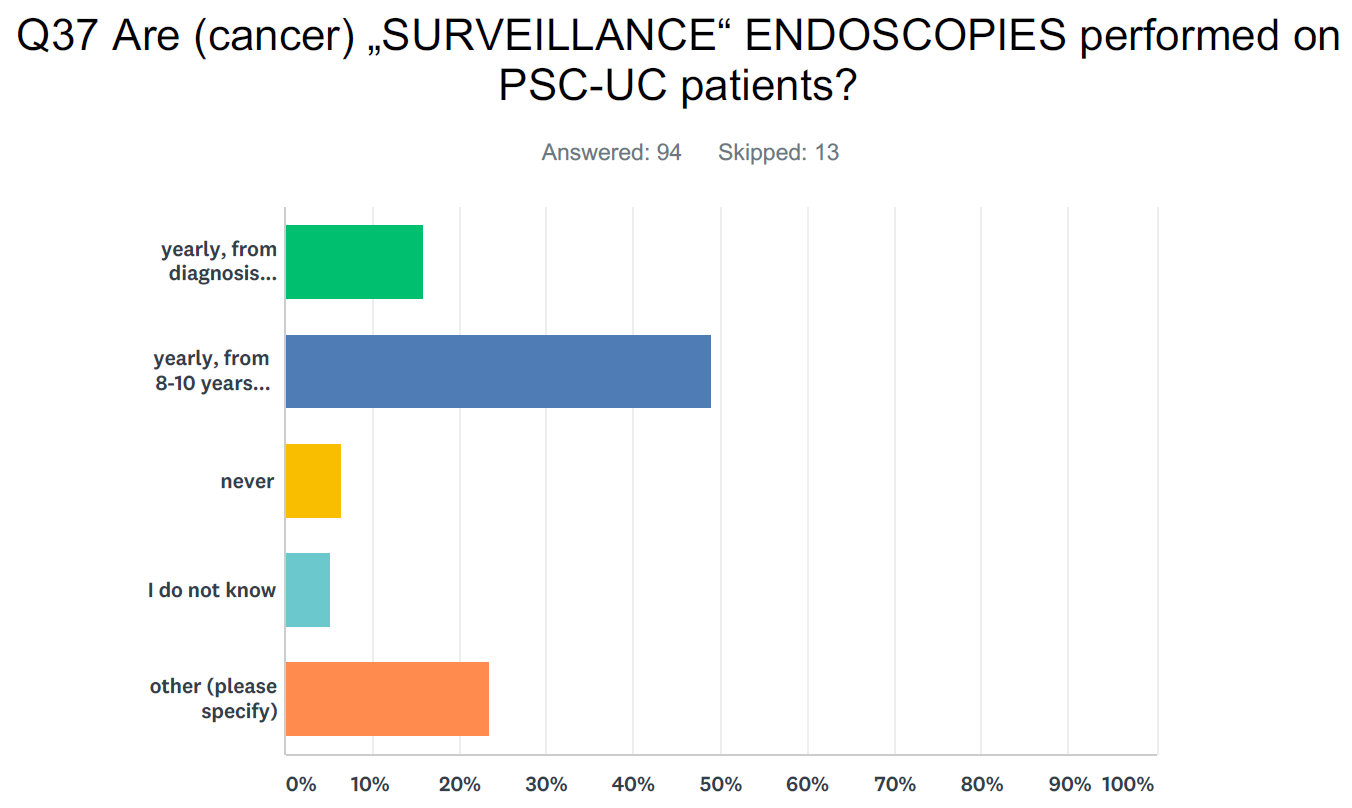 Q37 Are (cancer) „SURVEILLANCE“ ENDOSCOPIES performed on
PSC-UC patients?
Answered: 94 Skipped: 13
yearly, from
diagnosis...
yearly, from
8-10 years...
never
I do not know
other (please
specify)
0% 10% 20% 30% 40% 50% 60% 70% 80% 90% 100%